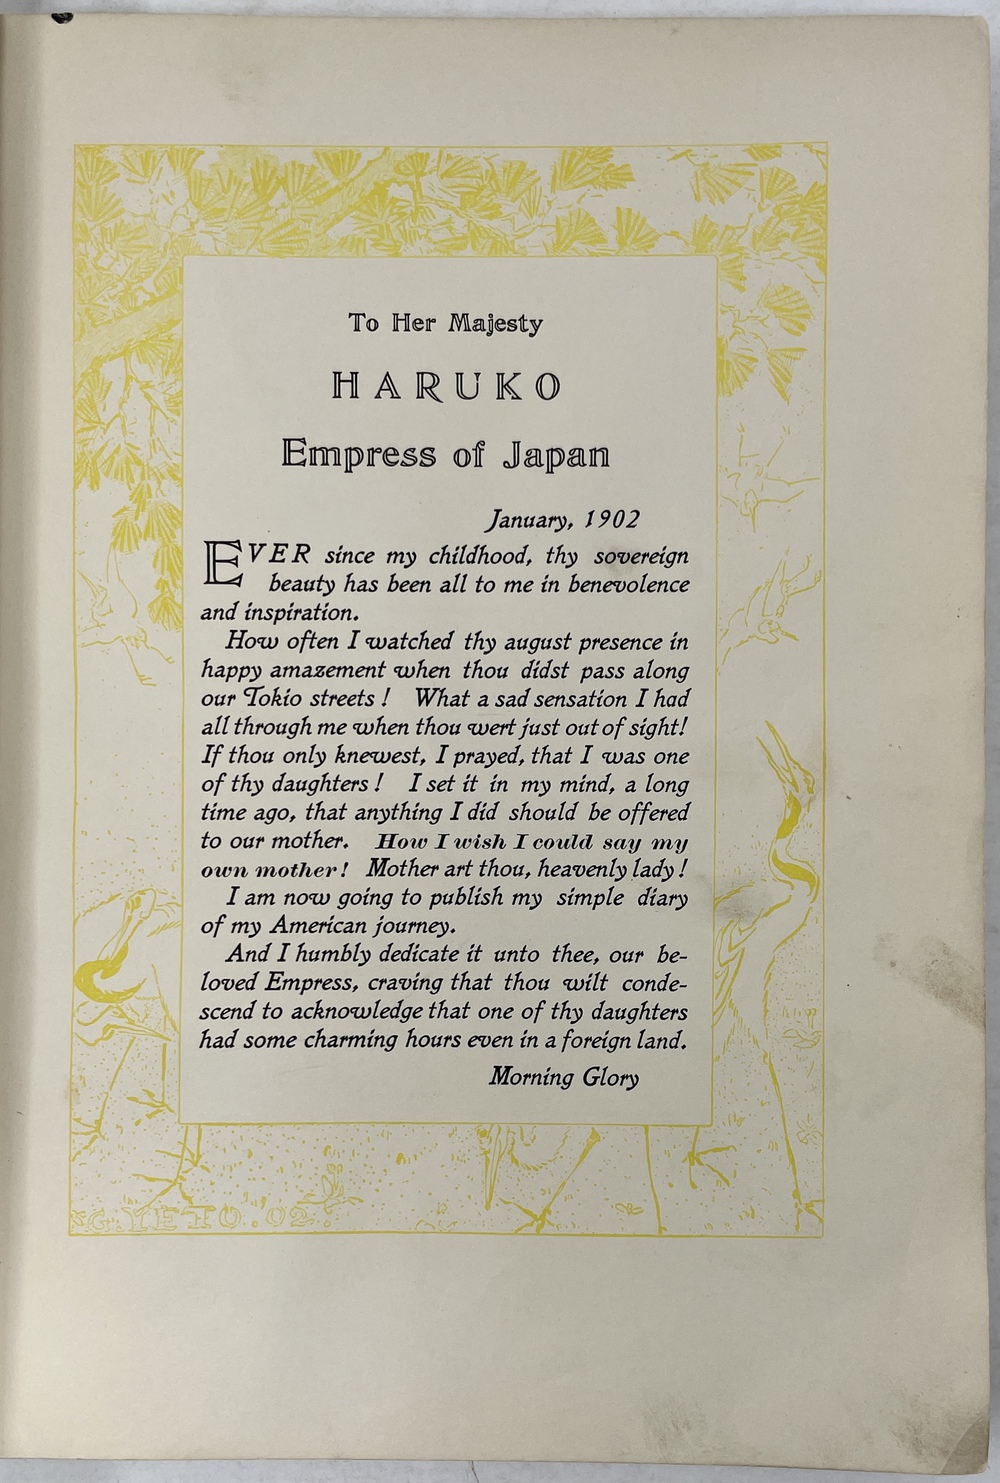 To Her Majesty
HARUKO
Empress of Japan
January, 1902
EVER since my childhood, thy sovereign
beauty has been all to me in benevolence
and inspiration.
How often I watched thy august presence in
happy amazement when thou didst pass along
our Tokio streets! What a sad sensation I had
all through me when thou wert just out of sight!
If thou only knewest, I prayed, that I was one
of thy daughters! I set it in my mind, a long
time ago, that anything I did should be offered
to our mother. How I wish I could say my
own mother! Mother art thou, heavenly lady!
I am now going to publish my simple diary
of my American journey.
And I humbly dedicate it unto thee, our be-
loved Empress, craving that thou wilt conde-
scend to acknowledge that one of thy daughters
had some charming hours even in a foreign land.
Morning Glory
G. YETO. '02.